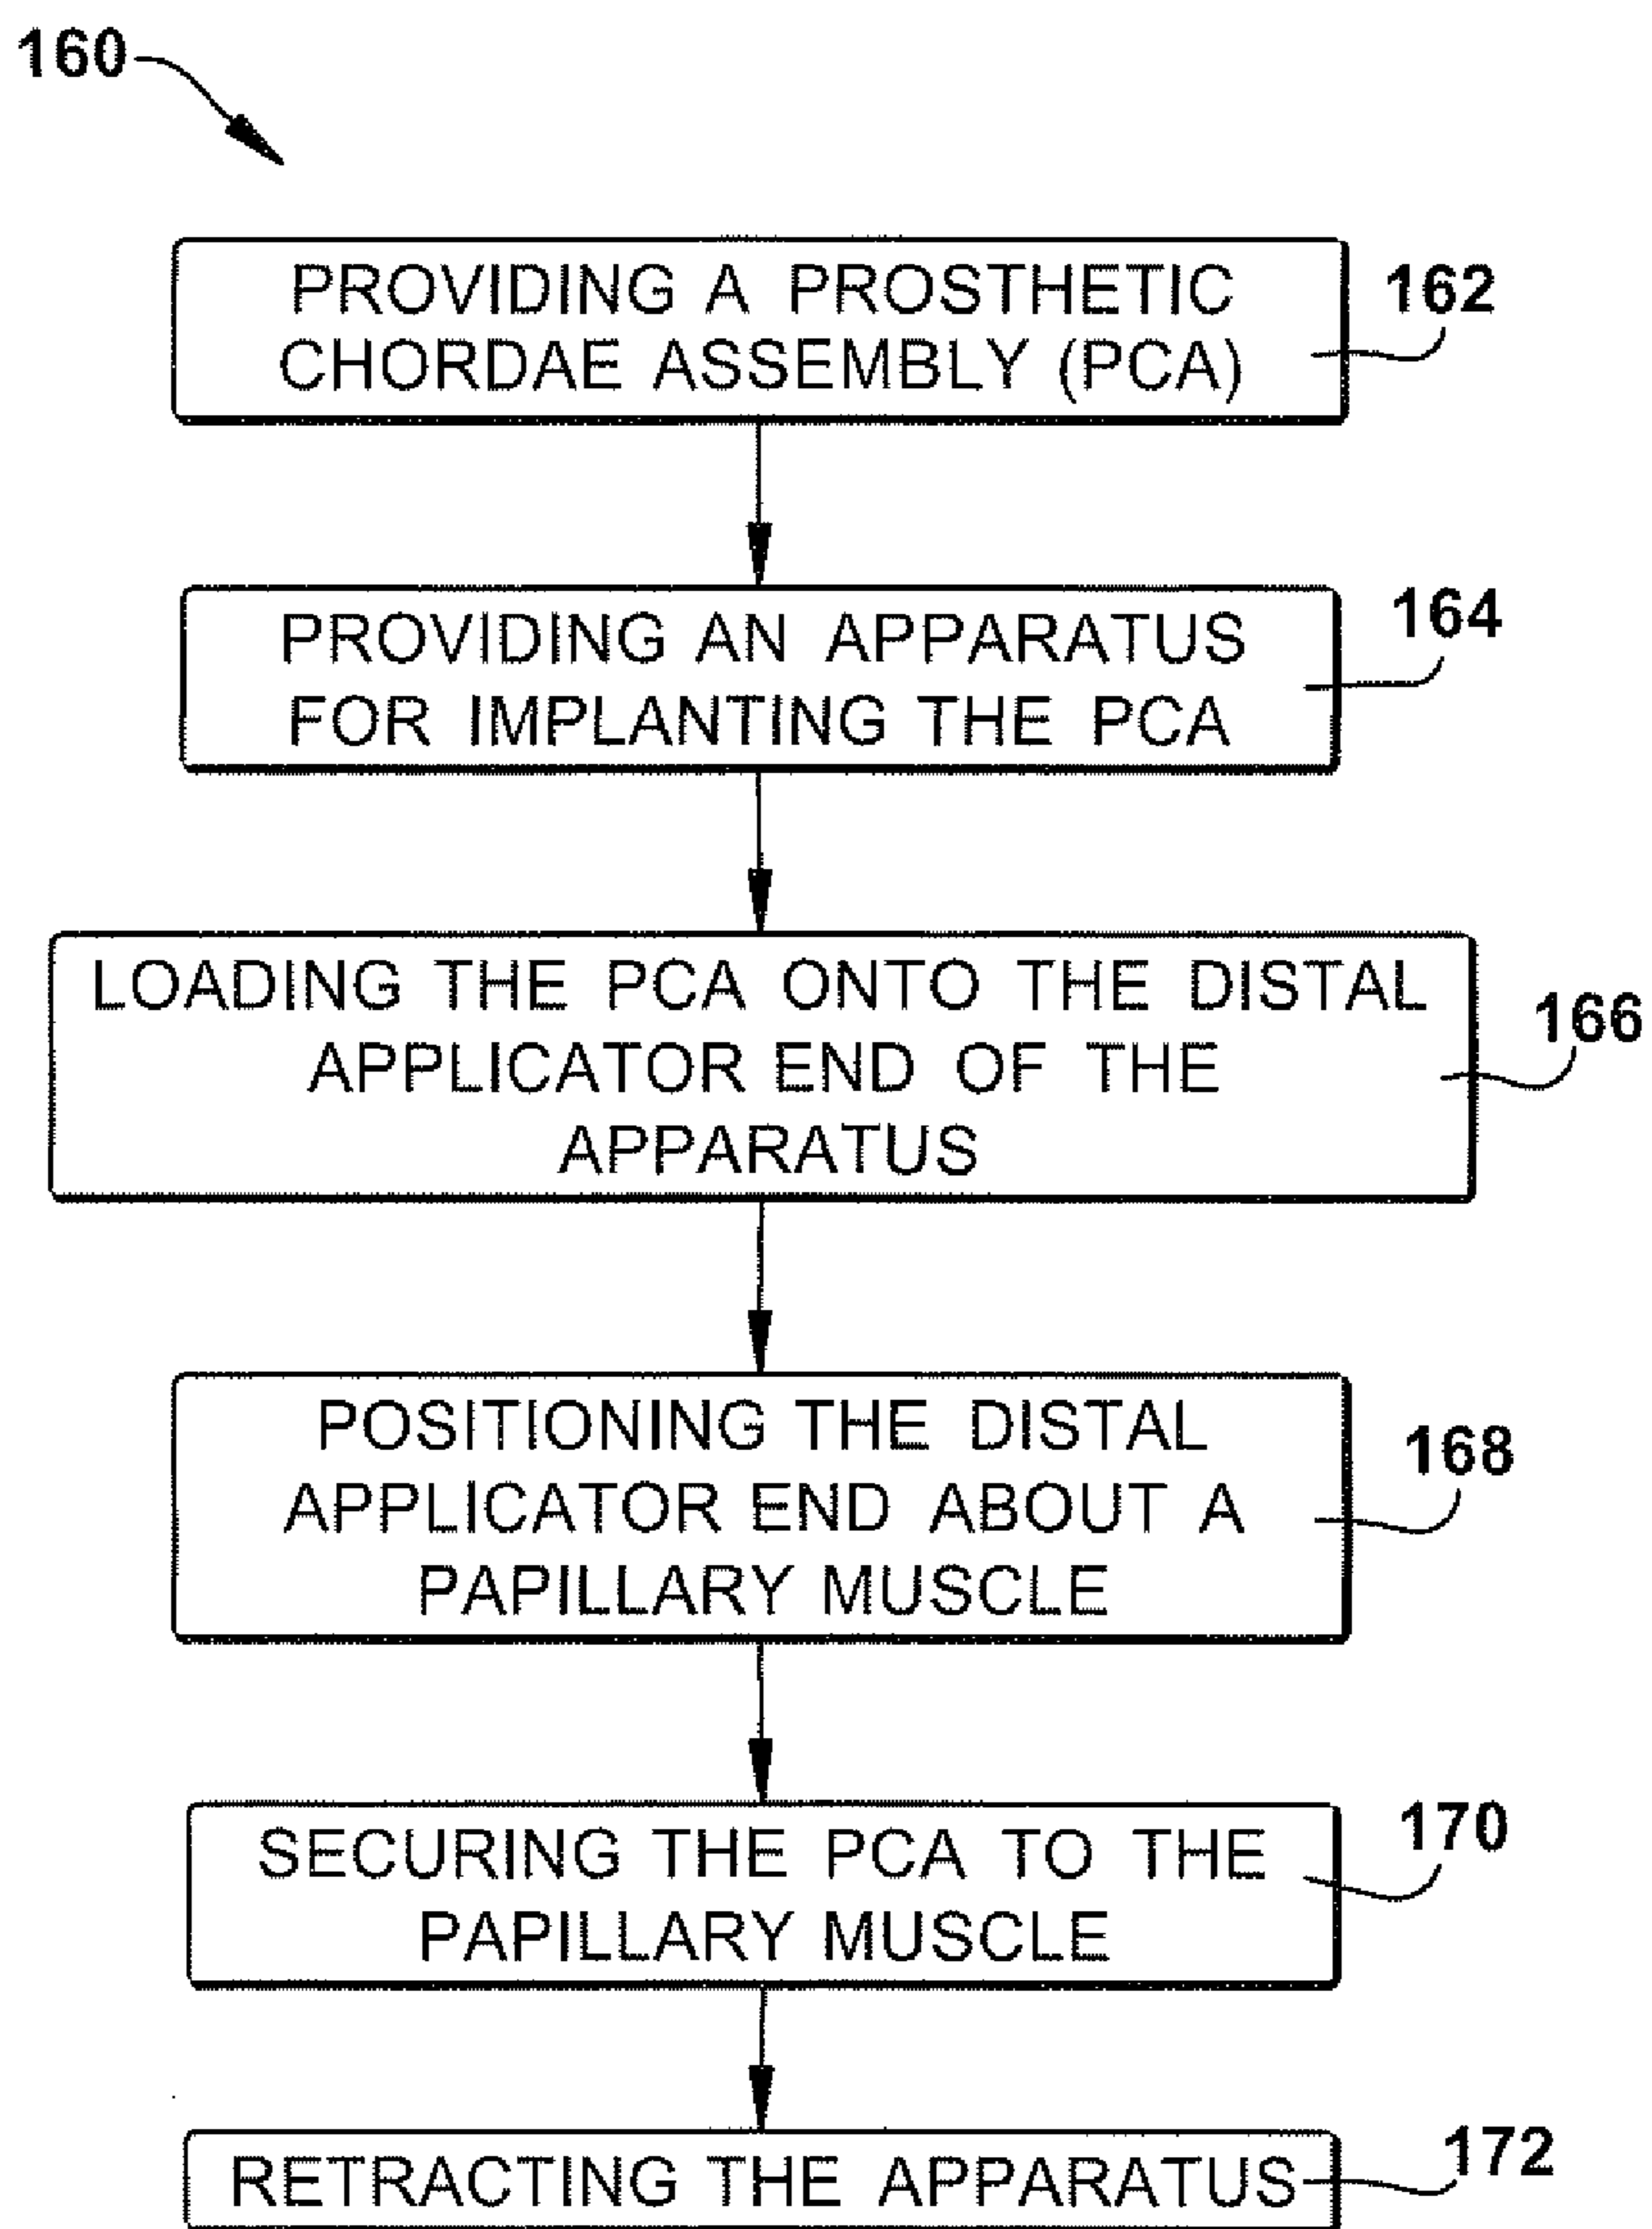 160
PROVIDING A PROSTHETIC
CHORDAE ASSEMBLY (PCA)
162
PROVIDING AN APPARATUS
FOR IMPLANTING THE PCA
164
LOADING THE PCA ONTO THE DISTAL
APPLICATOR END OF THE
APPARATUS
166
POSITIONING THE DISTAL
APPLICATOR END ABOUT A
PAPILLARY MUSCLE
168
SECURING THE PCA TO THE
PAPILLARY MUSCLE
170
RETRACTING THE APPARATUS
172